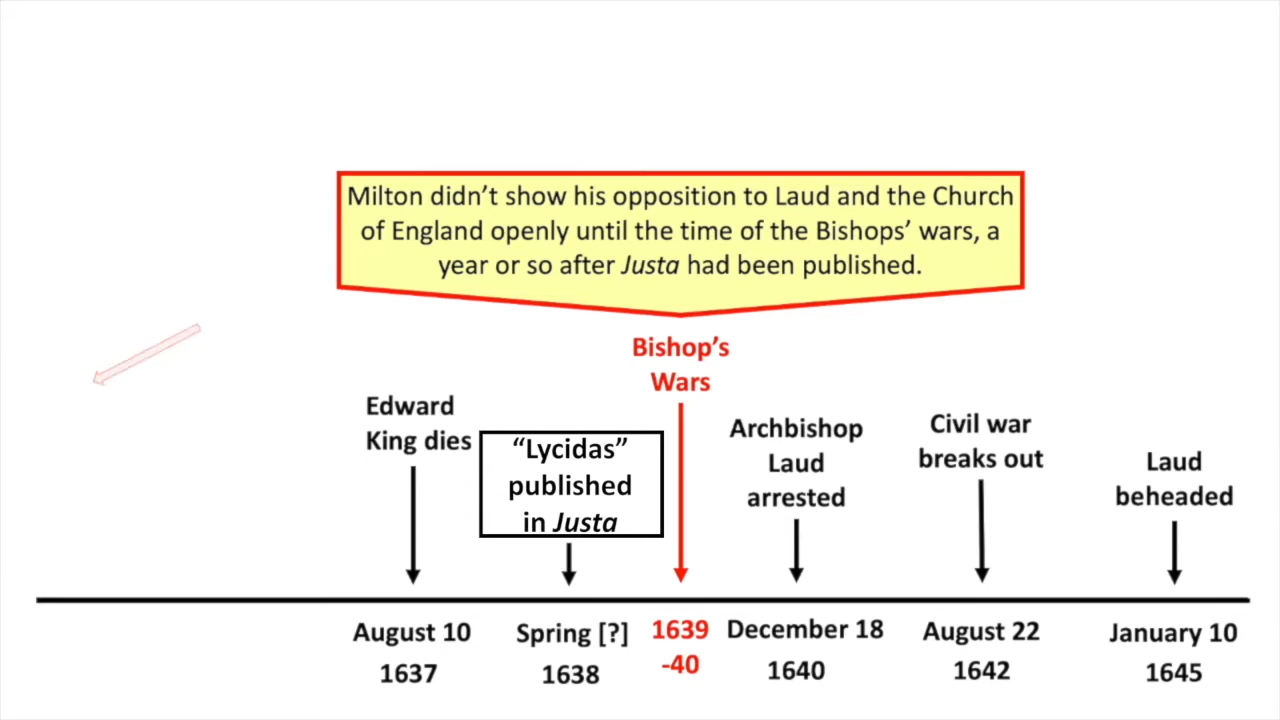 Milton didn’t show his opposition to Laud and the Church
of England openly until the time of the Bishops’ wars, a
year or so after Justa had been published.
Bishop’s
Wars
Edward
King dies
“Lycidas”
published
in Justa
Archbishop
Laud
arrested
Civil war
breaks out
Laud
beheaded
August 10
1637
Spring [?]
1638
1639
-40
December 18
1640
August 22
1642
January 10
1645